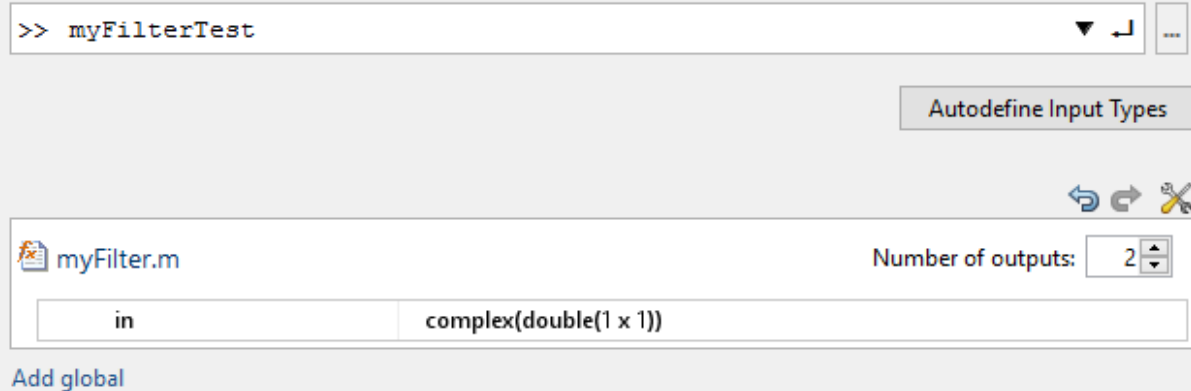 >> myFilterTest
...
Autodefine Input Types
myFilter.m Number of outputs: 2
in complex(double(1 x 1))
Add global